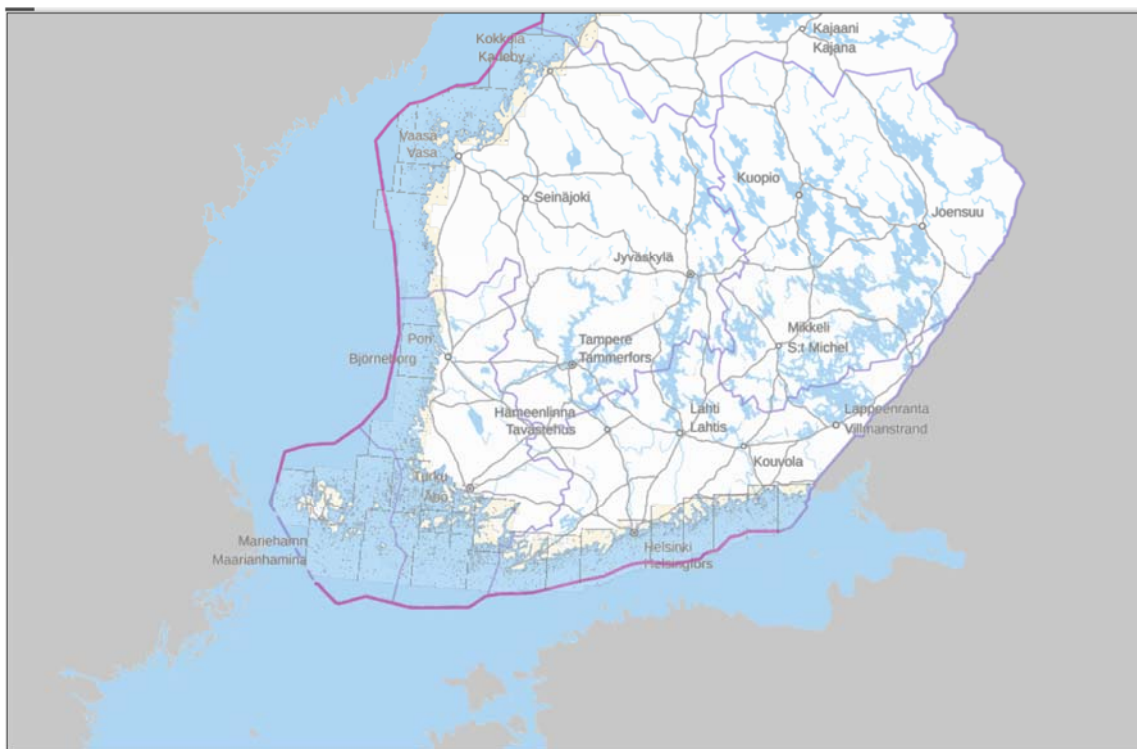 Kajaani
Kajana
Kokkola
Karleby
Vaasa
Vasa
Seinäjoki
Kuopio
Joensuu
Jyväskylä
Mikkeli
S:t Michel
Pori
Björneborg
Tampere
Tammerfors
Hämeenlinna
Tavastehus
Lahti
Lahtis
Lappeenranta
Villmanstrand
Kouvola
Turku
Åbo
Mariehamn
Maarianhamina
Helsinki
Helsingfors